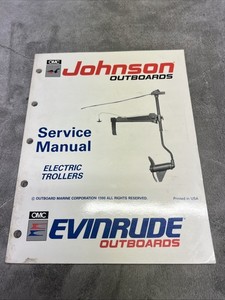 OMC
Johnson
OUTBOARDS
Service
Manual
ELECTRIC
TROLLERS
© OUTBOARD MARINE CORPORATION 1990 ALL RIGHTS RESERVED.
Printed in USA
OMC
EVINRUDE
OUTBOARDS